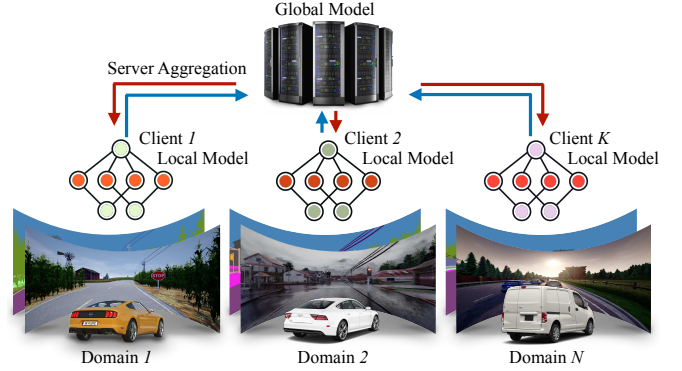 Global Model
Server Aggregation
Client 1
Local Model
Client 2
Local Model
Client K
Local Model
STOP
Domain 1
Domain 2
Domain N